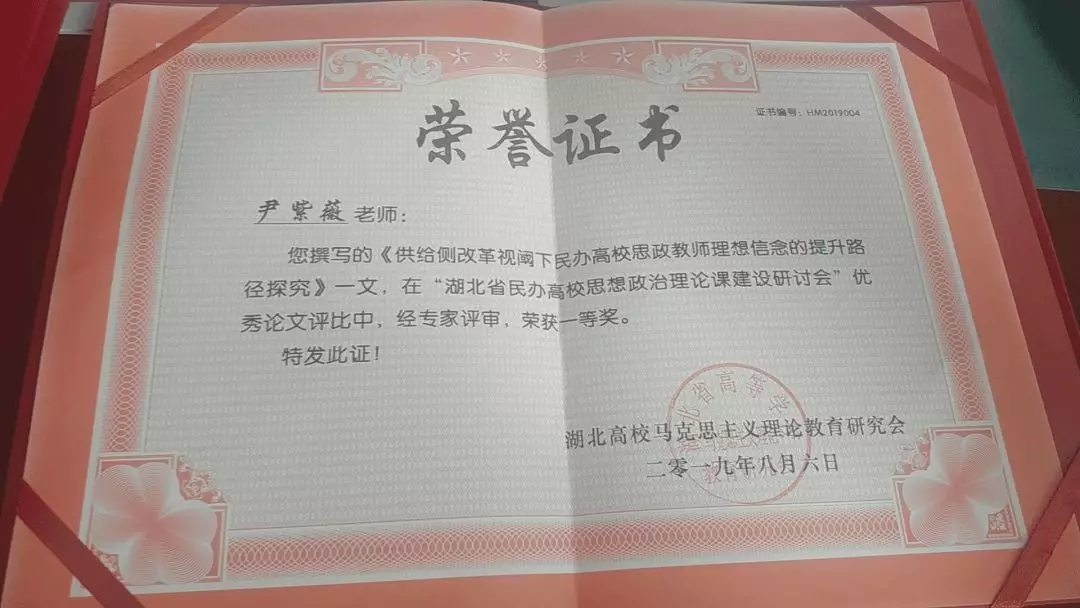 荣誉证书
证书编号：HM2019004
尹紫薇 老师：
您撰写的《供给侧改革视阈下民办高校思政教师理想信念的提升路
径探究》一文，在“湖北省民办高校思想政治理论课建设研讨会”优
秀论文评比中，经专家评审，荣获一等奖。
特发此证！
湖北高校马克思主义理论教育研究会
二零一九年八月六日
北省高等学